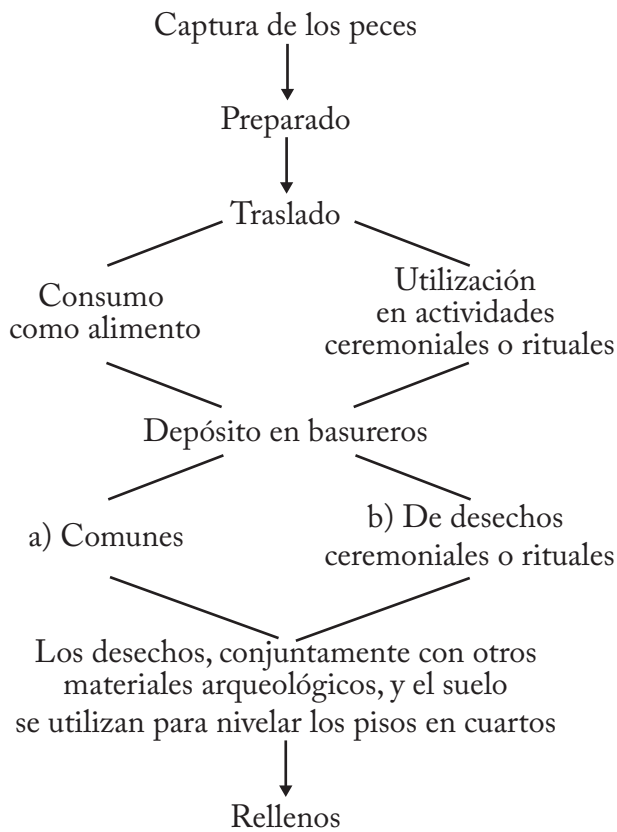 Captura de los peces
Preparado
Traslado
Consumo
como alimento
Utilización
en actividades
ceremoniales o rituales
Depósito en basureros
a) Comunes
b) De desechos
ceremoniales o rituales
Los desechos, conjuntamente con otros
materiales arqueológicos, y el suelo
se utilizan para nivelar los pisos en cuartos
Rellenos